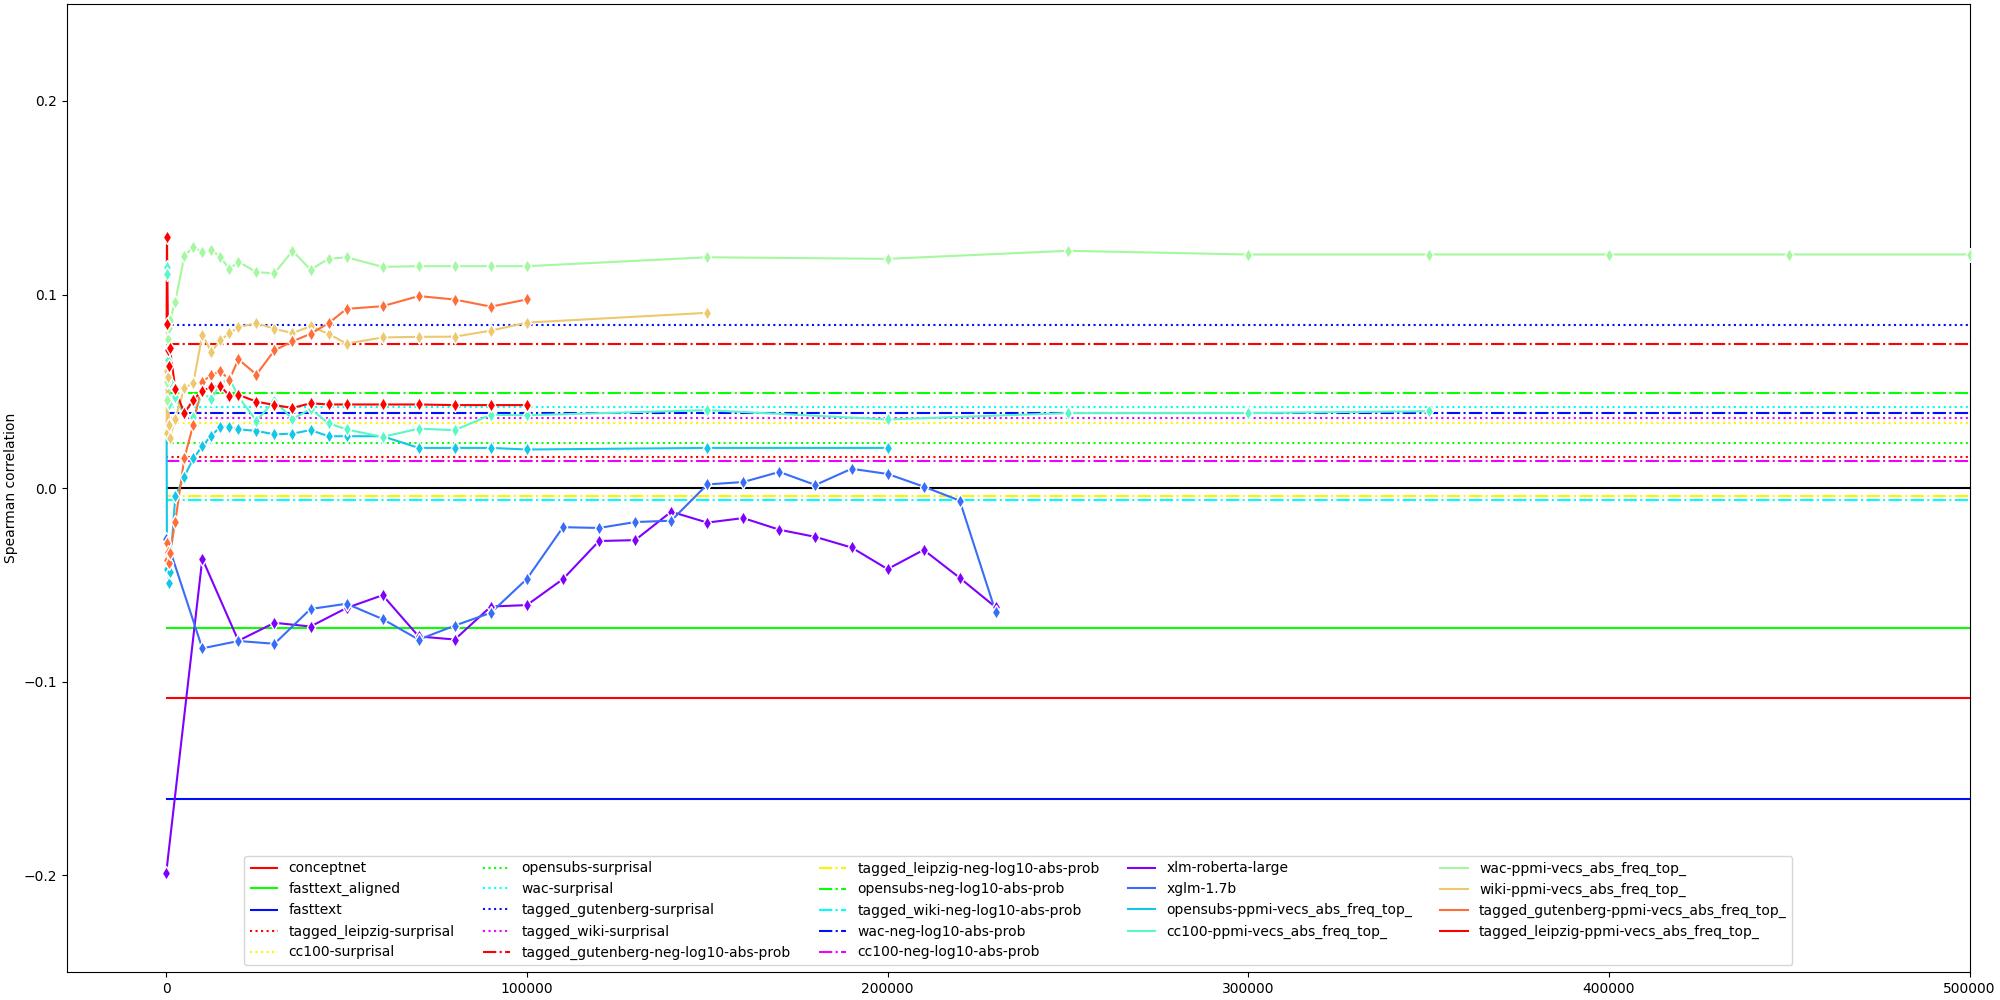 Spearman correlation
0.2
0.1
0.0
−0.1
−0.2
conceptnet
fasttext_aligned
fasttext
tagged_leipzig-surprisal
cc100-surprisal
opensubs-surprisal
wac-surprisal
tagged_gutenberg-surprisal
tagged_wiki-surprisal
tagged_gutenberg-neg-log10-abs-prob
tagged_leipzig-neg-log10-abs-prob
opensubs-neg-log10-abs-prob
tagged_wiki-neg-log10-abs-prob
wac-neg-log10-abs-prob
cc100-neg-log10-abs-prob
xlm-roberta-large
xglm-1.7b
opensubs-ppmi-vecs_abs_freq_top_
cc100-ppmi-vecs_abs_freq_top_
wac-ppmi-vecs_abs_freq_top_
wiki-ppmi-vecs_abs_freq_top_
tagged_gutenberg-ppmi-vecs_abs_freq_top_
tagged_leipzig-ppmi-vecs_abs_freq_top_
0 100000 200000 300000 400000 500000